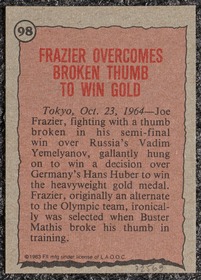 98
FRAZIER OVERCOMES
BROKEN THUMB
TO WIN GOLD
Tokyo, Oct. 23, 1964—Joe
Frazier, fighting with a thumb
broken in his semi-final
win over Russia's Vadim
Yemelyanov, gallantly hung
on to win a decision over
Germany's Hans Huber to win
the heavyweight gold medal.
Frazier, originally an alternate
to the Olympic team, ironical-
ly was selected when Buster
Mathis broke his thumb in
training.
©1983 FII mfg under license of L.A.O.O.C.